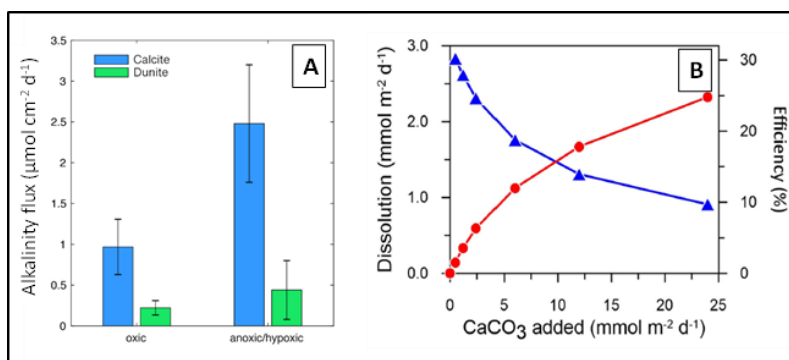 A
Calcite
Dunite
Alkalinity flux (μmol cm⁻² d⁻¹)
3.5
3
2.5
2
1.5
1
0.5
0
oxic
anoxic/hypoxic
B
Dissolution (mmol m⁻² d⁻¹)
3.0
2.0
1.0
0.0
30
20
10
0
Efficiency (%)
0
5
10
15
20
25
CaCO₃ added (mmol m⁻² d⁻¹)